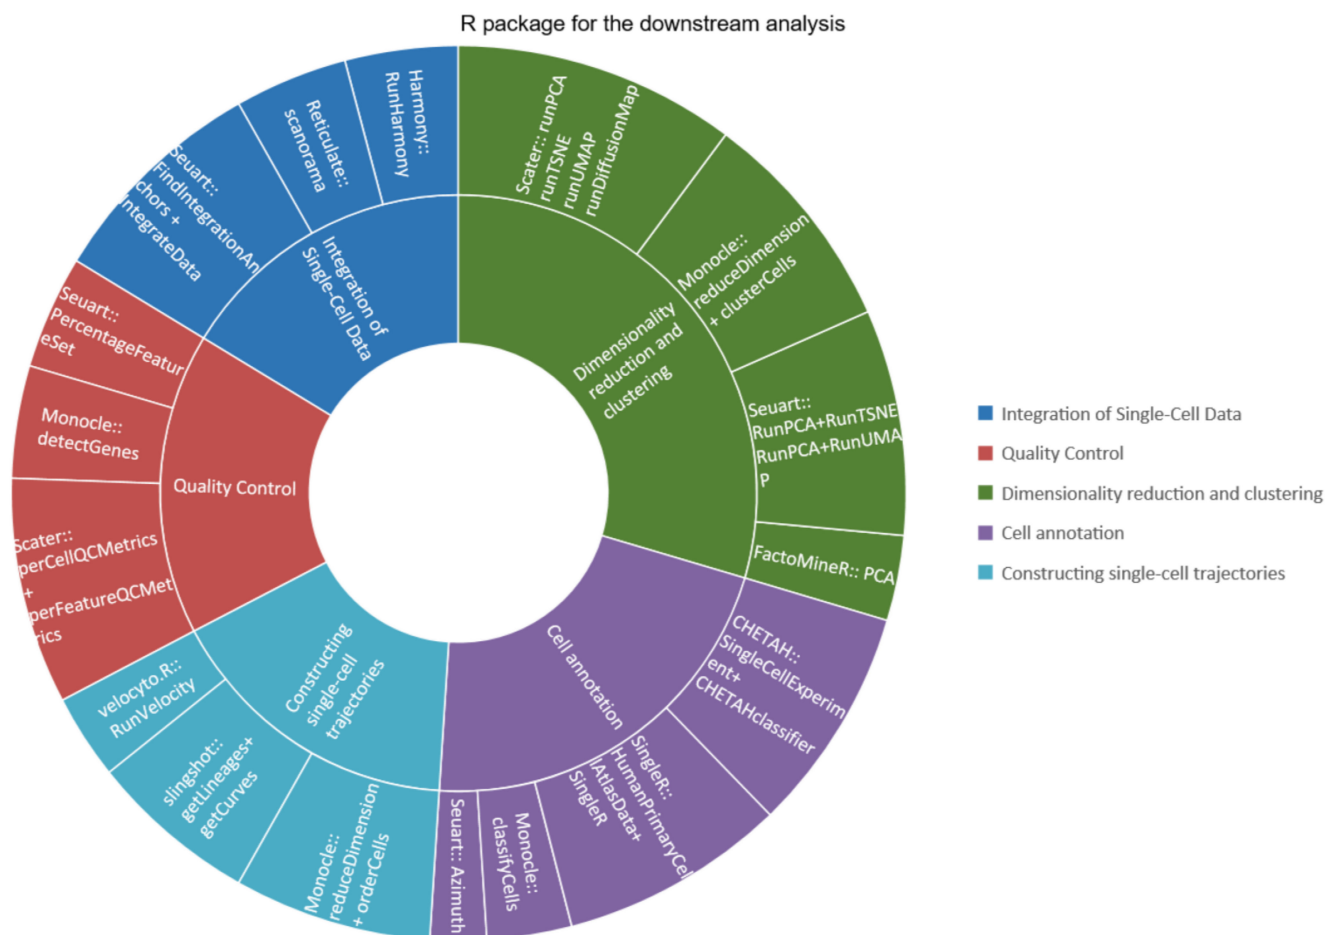 R package for the downstream analysis
Harmony::
RunHarmony
Reticulate::
scanorama
Seuart::
FindIntegrationAn
chors +
IntegrateData
Integration of
Single-Cell Data
Scater:: runPCA
runTSNE
runUMAP
runDiffusionMap
Monocle::
reduceDimension
+ clusterCells
Seuart::
RunPCA+RunTSNE
RunPCA+RunUMA
P
FactoMineR:: PCA
Dimensionality
reduction and
clustering
Seuart::
PercentageFeatur
eSet
Monocle::
detectGenes
Scater::
perCellQCMetrics
+
perFeatureQCMet
rics
Quality Control
velocyto.R::
RunVelocity
slingshot::
getLineages+
getCurves
Monocle::
reduceDimension
+ orderCells
Constructing
single-cell
trajectories
Seuart:: Azimuth
Monocle::
classifyCells
SingleR::
HumanPrimaryCel
lAtlasData+
SingleR
CHETAH::
SingleCellExperim
ent+
CHETAHclassifier
Cell annotation
Integration of Single-Cell Data
Quality Control
Dimensionality reduction and clustering
Cell annotation
Constructing single-cell trajectories